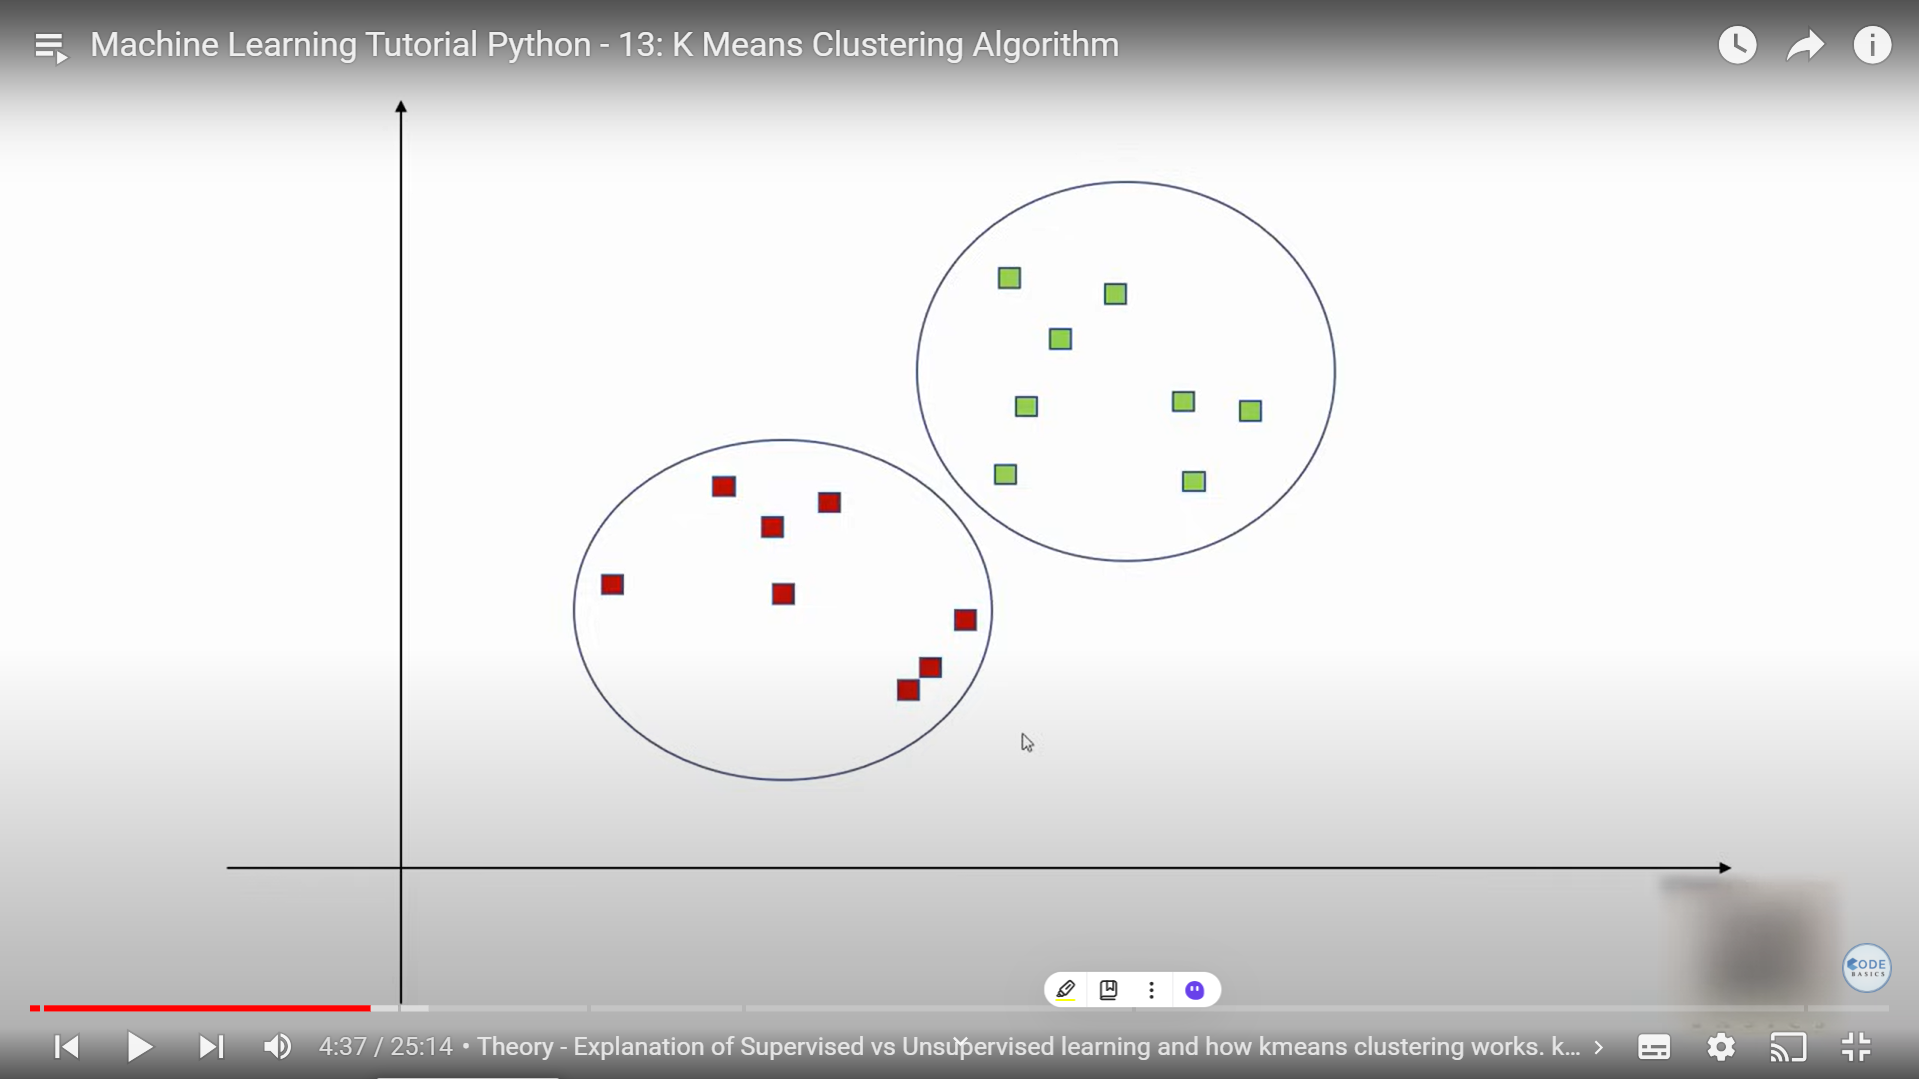 Machine Learning Tutorial Python - 13: K Means Clustering Algorithm
CODE
BASICS
4:37 / 25:14 • Theory - Explanation of Supervised vs Unsupervised learning and how kmeans clustering works. k...